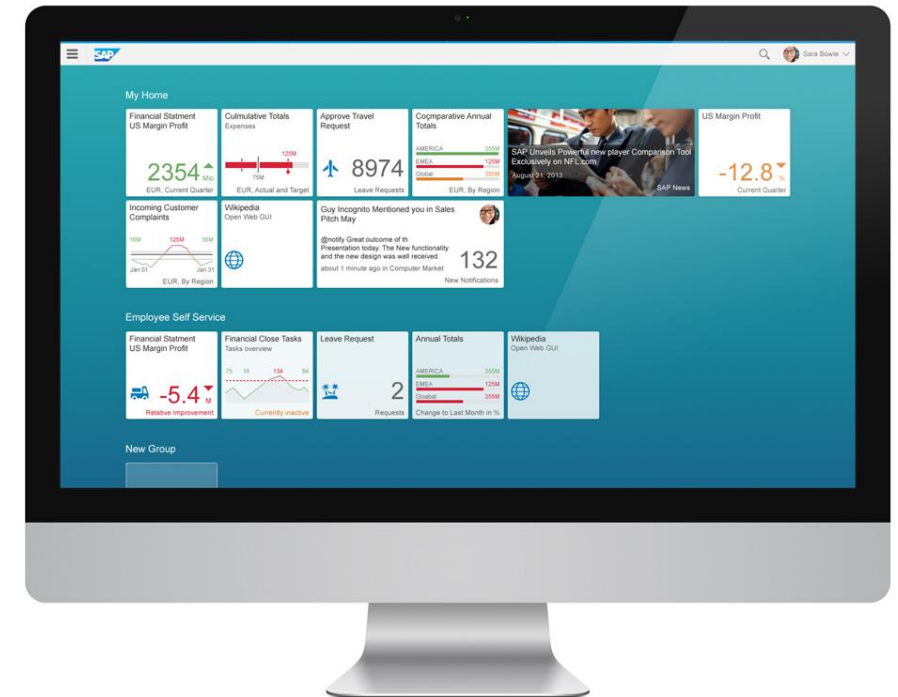 SAP
Sara Bowie
My Home
Financial Statment
US Margin Profit
2354
Mio
EUR, Current Quarter
Culmulative Totals
Expenses
125M
75M
EUR, Actual and Target
Approve Travel
Request
8974
Leave Requests
Coçmparative Annual
Totals
AMERICA 255M
EMEA 125M
Global 355M
EUR, By Region
SAP Unveils Powerful new player Comparison Tool
Exclusively on NFL.com
August 21, 2013
SAP News
US Margin Profit
-12.8
%
Current Quarter
Incoming Customer
Complaints
16M 125M 56M
Jan 01 Jan 31
EUR, By Region
Wikipedia
Open Web GUI
Guy Incognito Mentioned you in Sales
Pitch May
@notify Great outcome of th
Presentation today. The New functionality
and the new design was well received.
about 1 minute ago in Computer Market
132
New Notifications
Employee Self Service
Financial Statment
US Margin Profit
-5.4
M
Relative Improvement
Financial Close Tasks
Tasks overview
75 16 134 84
Currently inactive
Leave Request
2
Requests
Annual Totals
AMERICA 355M
EMEA 125M
Gloabal 355M
Change to Last Month in %
Wikipedia
Open Web GUI
New Group